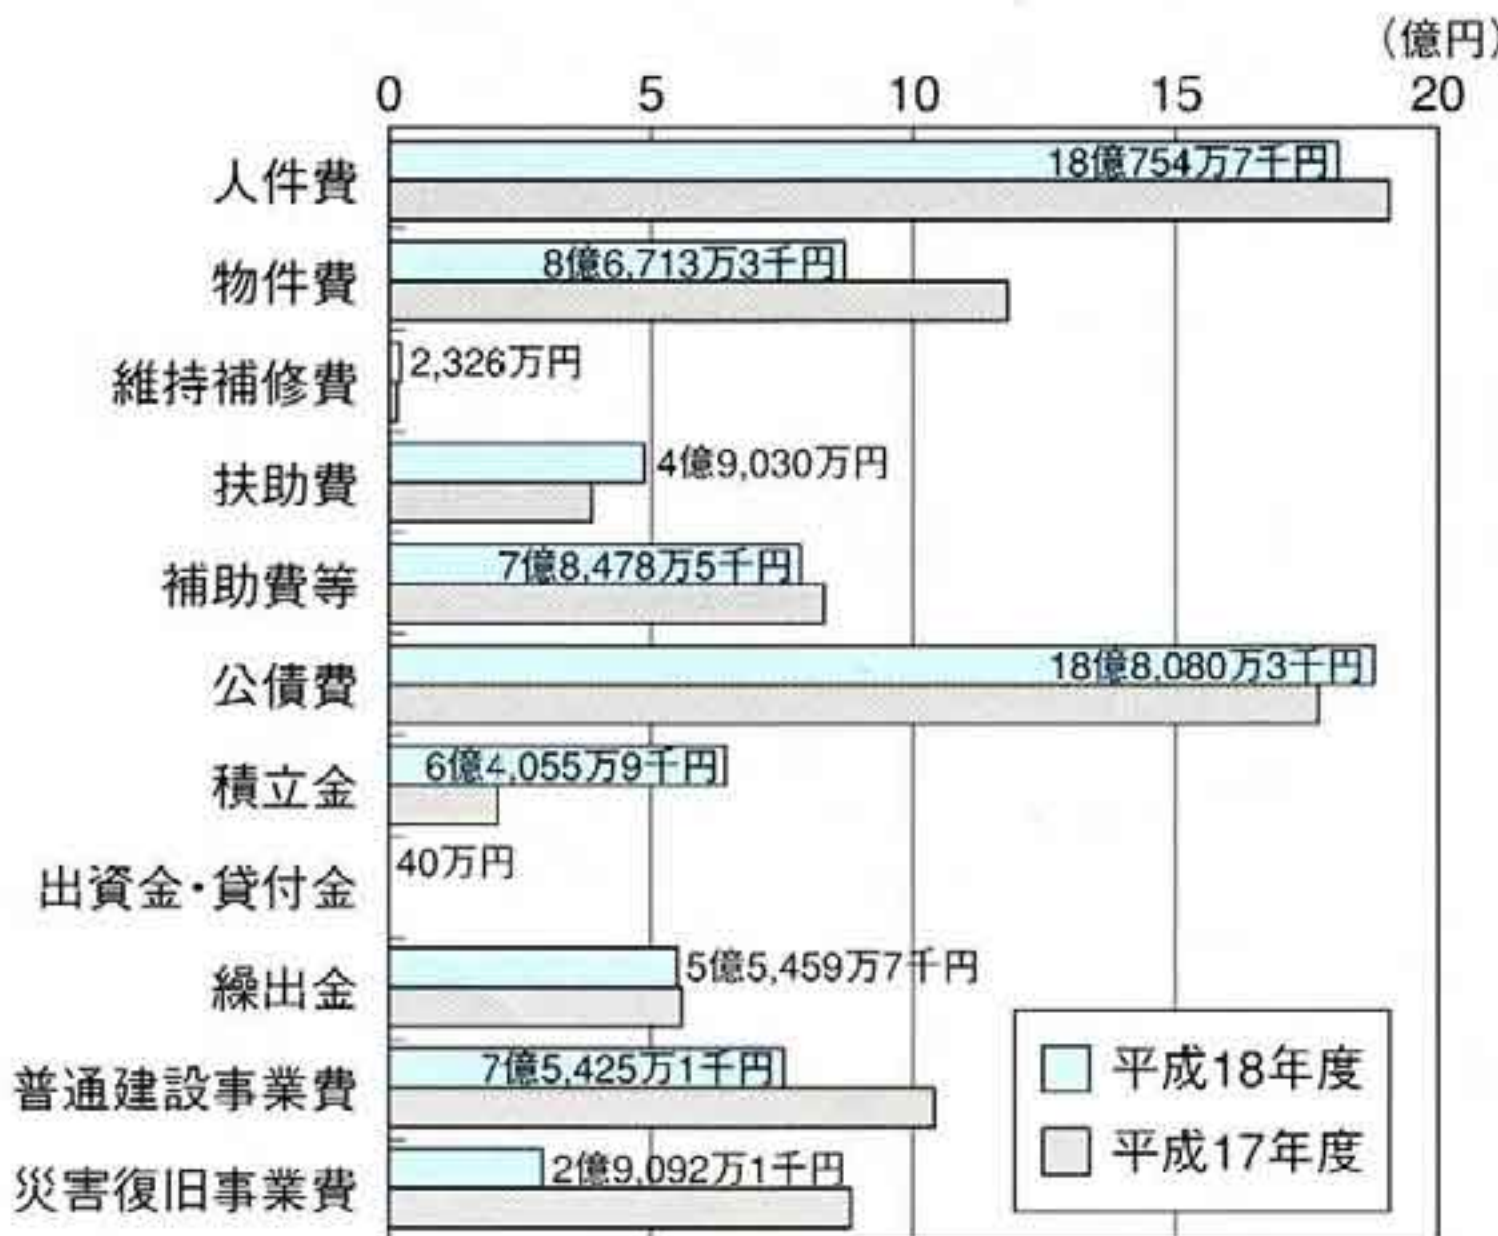 (億円)
0 5 10 15 20
人件費 18億754万7千円
物件費 8億6,713万3千円
維持補修費 2,326万円
扶助費 4億9,030万円
補助費等 7億8,478万5千円
公債費 18億8,080万3千円
積立金 6億4,055万9千円
出資金・貸付金 40万円
繰出金 5億5,459万7千円
普通建設事業費 7億5,425万1千円
災害復旧事業費 2億9,092万1千円
平成18年度
平成17年度